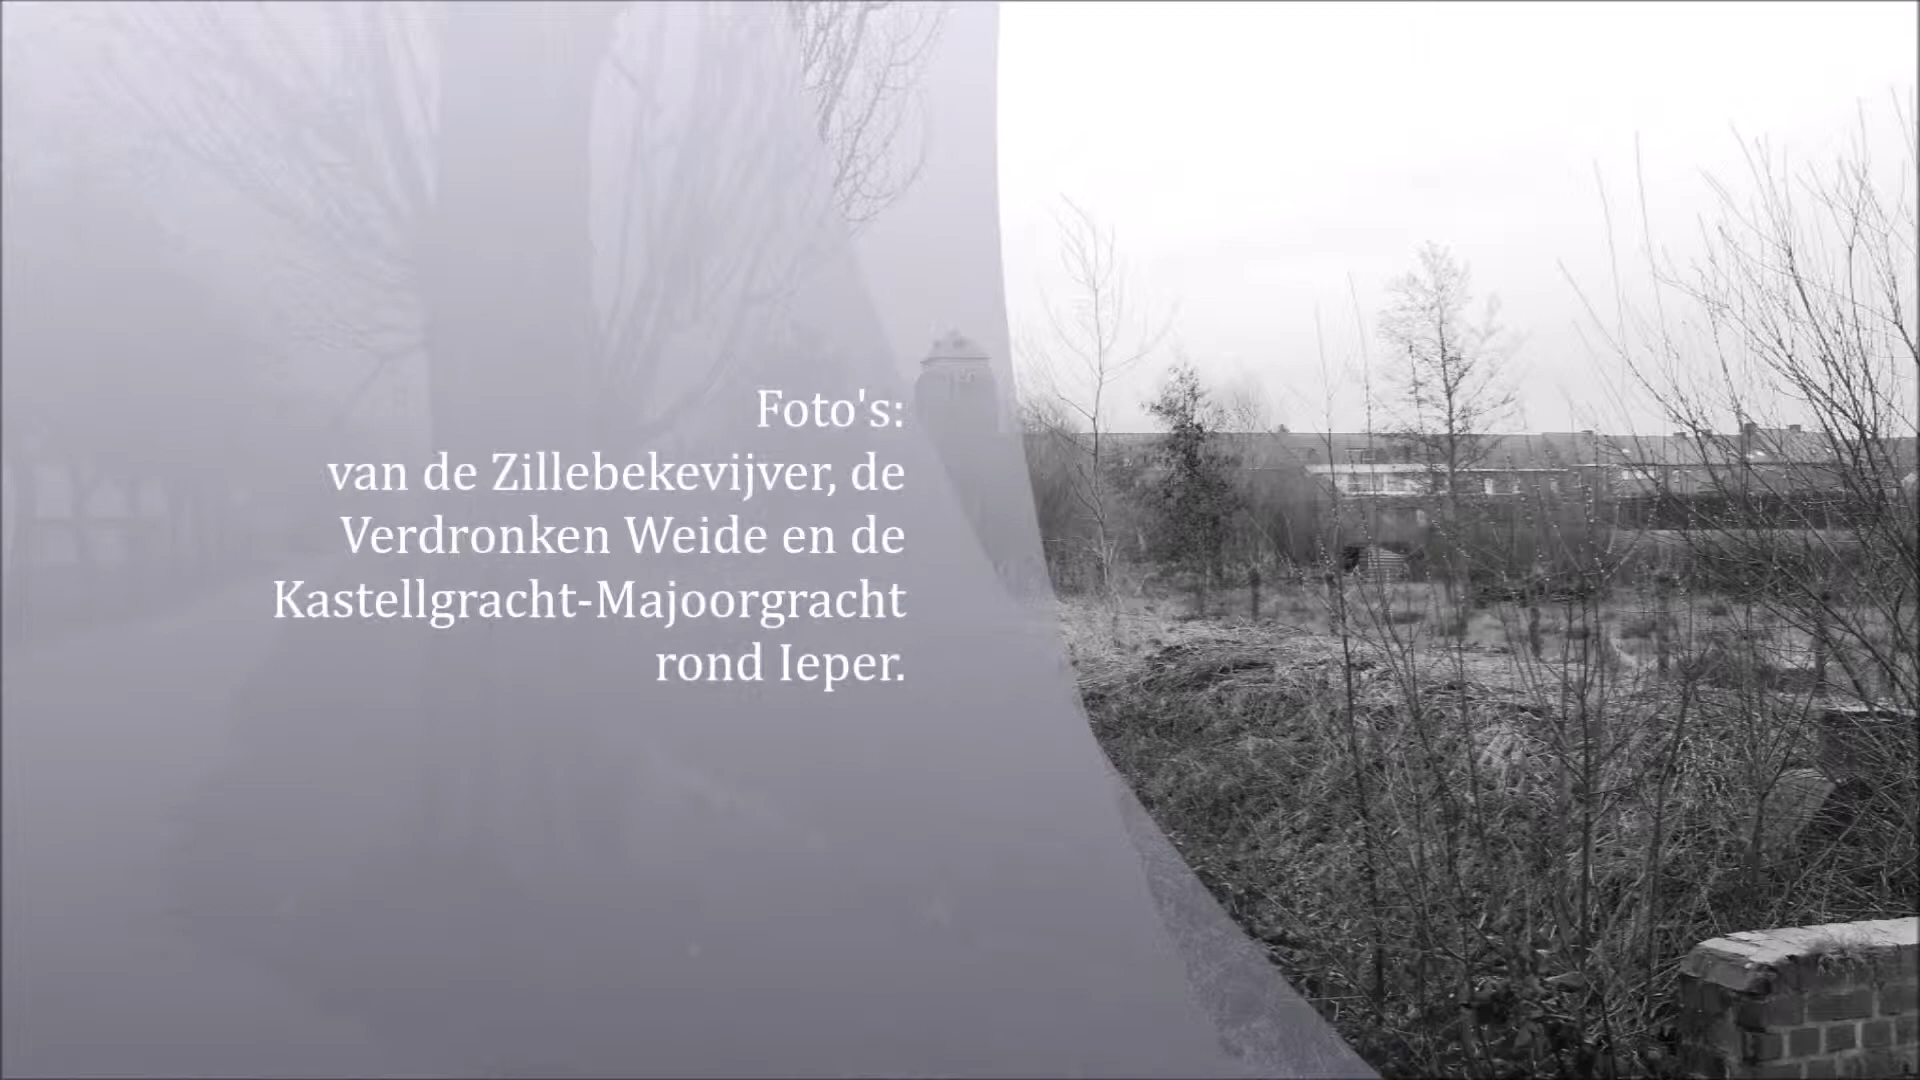 Foto's:
van de Zillebekevijver, de
Verdronken Weide en de
Kastellgracht-Majoorgracht
rond Ieper.